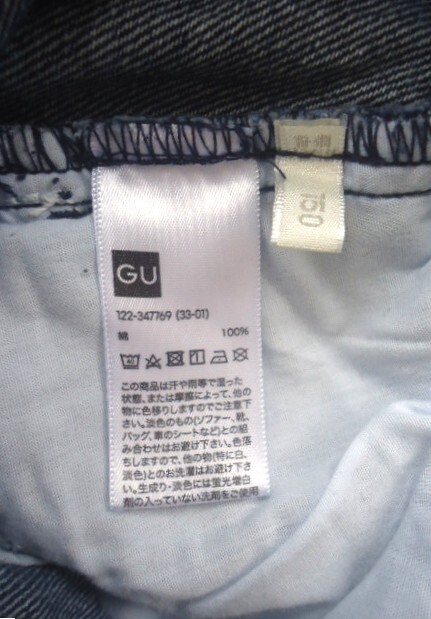 GU
122-347769 (33-01)
綿 100%
40
この商品は汗や雨等で湿った
状態、または摩擦によって、他の
物に色移りしますのでご注意下
さい。淡色のもの(ソファー、靴、
バッグ、車のシートなど)との組
み合わせはお避け下さい。色落
ちしますので、他の物(特に白、
淡色)とのお洗濯はお避け下さ
い。生成り・淡色には蛍光増白
剤の入っていない洗剤をご使用
150